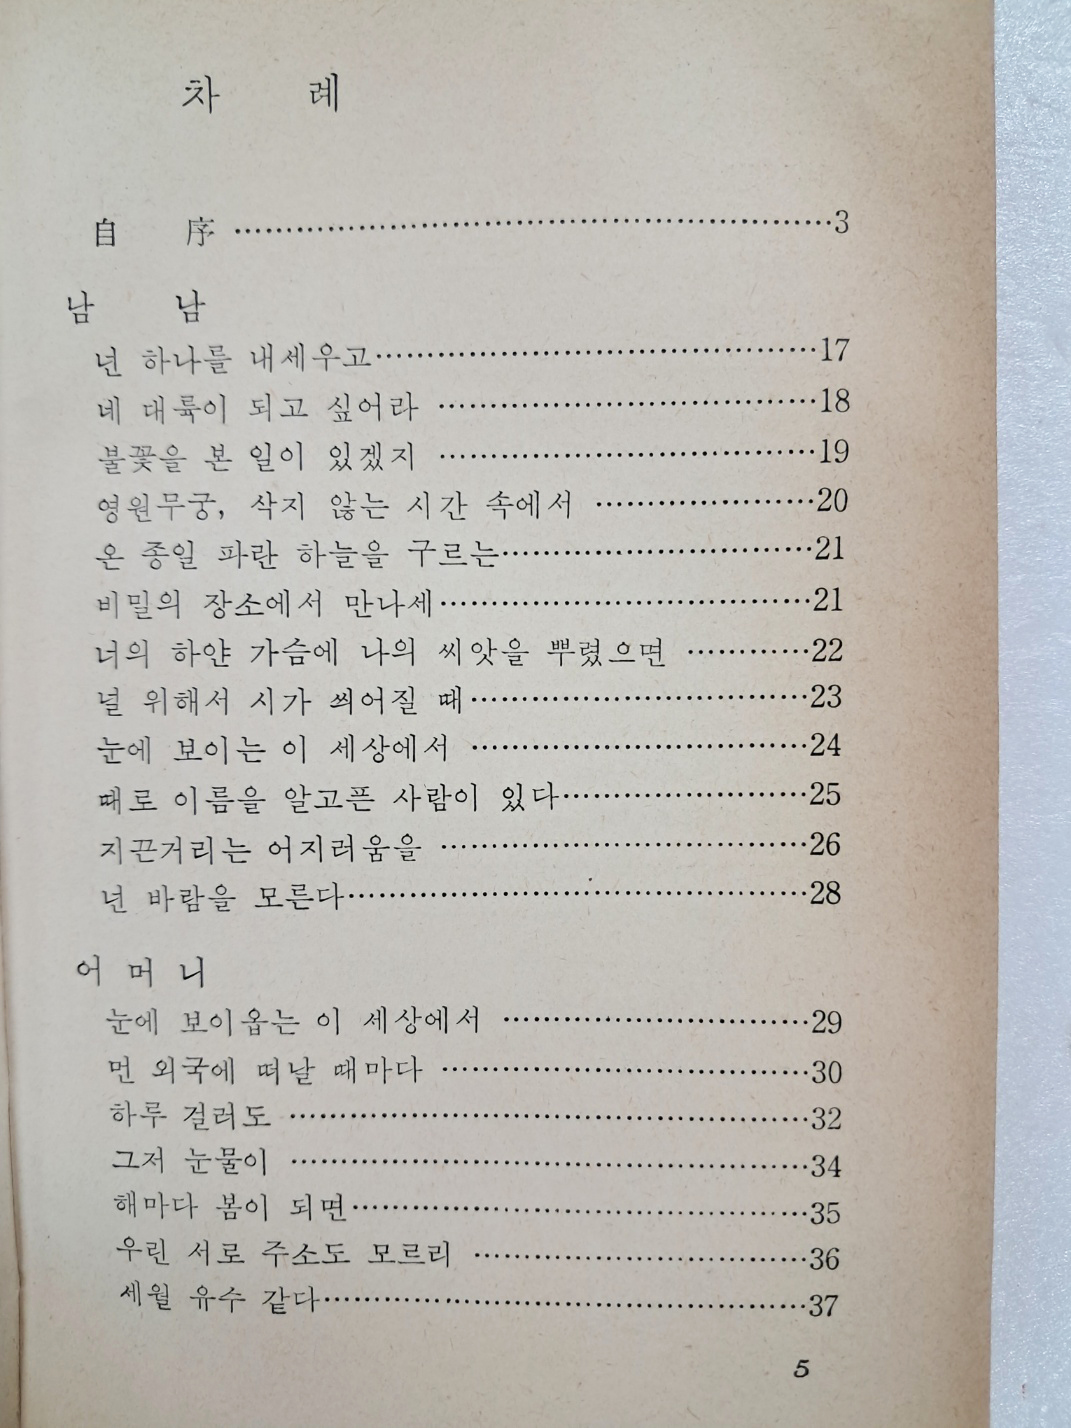 차 례
自 序 ……………………………………………………3
남 남
넌 하나를 내세우고……………………………………17
네 대륙이 되고 싶어라 ………………………………18
불꽃을 본 일이 있겠지 ………………………………19
영원무궁, 삭지 않는 시간 속에서 …………………20
온 종일 파란 하늘을 구르는…………………………21
비밀의 장소에서 만나세………………………………21
너의 하얀 가슴에 나의 씨앗을 뿌렸으면 …………22
널 위해서 시가 씌어질 때……………………………23
눈에 보이는 이 세상에서 ……………………………24
때로 이름을 알고픈 사람이 있다……………………25
지끈거리는 어지러움을 ………………………………26
넌 바람을 모른다………………………………………28
어 머 니
눈에 보이옵는 이 세상에서 …………………………29
먼 외국에 떠날 때마다 ………………………………30
하루 걸러도 ……………………………………………32
그저 눈물이 ……………………………………………34
해마다 봄이 되면………………………………………35
우린 서로 주소도 모르리 ……………………………36
세월 유수 같다…………………………………………37
5